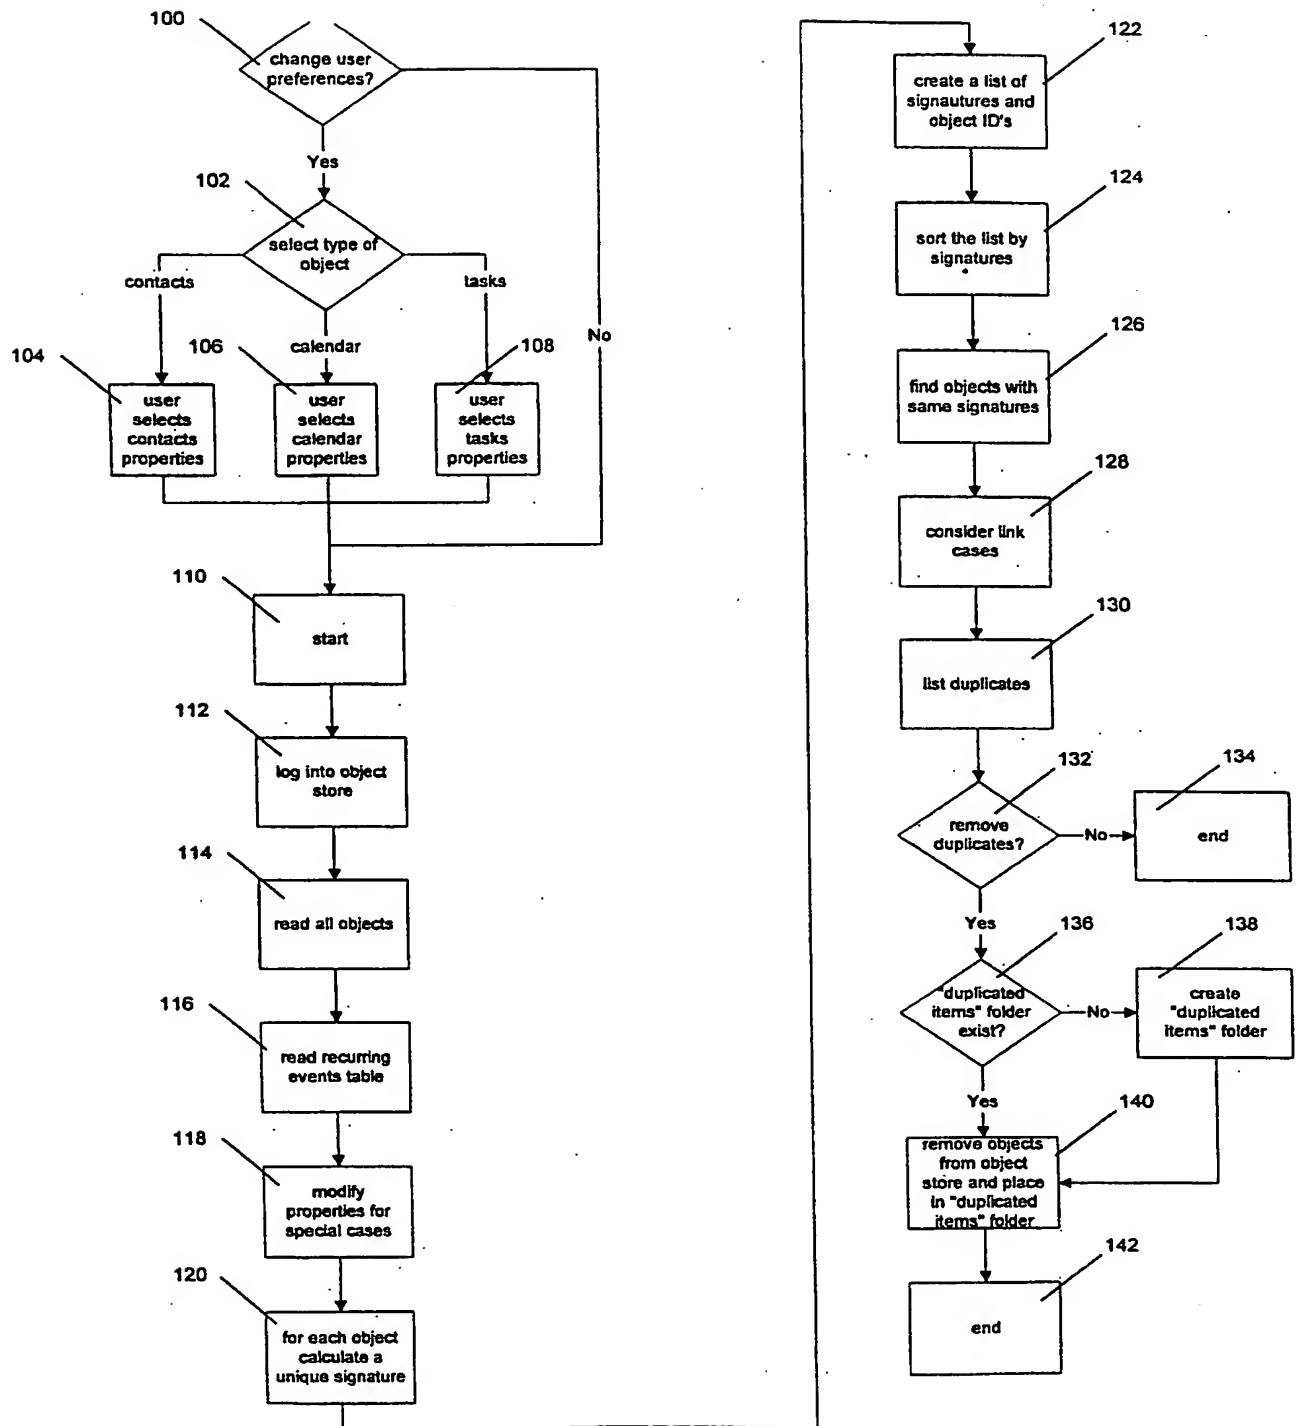 100
change user
preferences?
Yes
102
select type of
object
contacts
tasks
calendar
No
104
user
selects
contacts
properties
106
user
selects
calendar
properties
108
user
selects
tasks
properties
110
start
112
log into object
store
114
read all objects
116
read recurring
events table
118
modify
properties for
special cases
120
for each object
calculate a
unique signature
122
create a list of
signautures and
object ID's
124
sort the list by
signatures
126
find objects with
same signatures
128
consider link
cases
130
list duplicates
132
remove
duplicates?
No
134
end
Yes
136
"duplicated
items" folder
exist?
No
138
create
"duplicated
items" folder
Yes
140
remove objects
from object
store and place
in "duplicated
items" folder
142
end